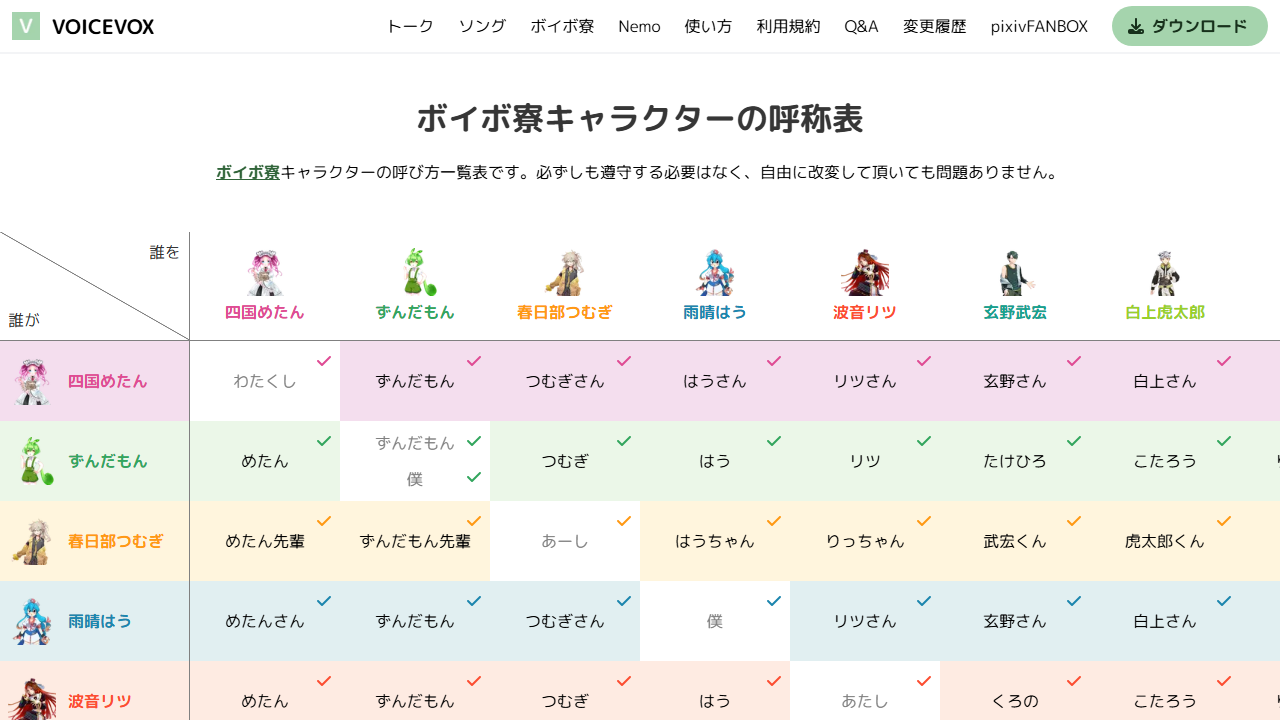 V VOICEVOX トーク ソング ボイボ寮 Nemo 使い方 利用規約 Q&A 変更履歴 pixivFANBOX ダウンロード
ボイボ寮キャラクターの呼称表
ボイボ寮キャラクターの呼び方一覧表です。必ずしも遵守する必要はなく、自由に改変して頂いても問題ありません。
誰を
誰が
四国めたん ずんだもん 春日部つむぎ 雨晴はう 波音リツ 玄野武宏 白上虎太郎
四国めたん わたくし ずんだもん つむぎさん はうさん リツさん 玄野さん 白上さん
ずんだもん めたん ずんだもん 僕 つむぎ はう リツ たけひろ こたろう
春日部つむぎ めたん先輩 ずんだもん先輩 あーし はうちゃん りっちゃん 武宏くん 虎太郎くん
雨晴はう めたんさん ずんだもん つむぎさん 僕 リツさん 玄野さん 白上さん
波音リツ めたん ずんだもん つむぎ はう あたし くろの こたろう